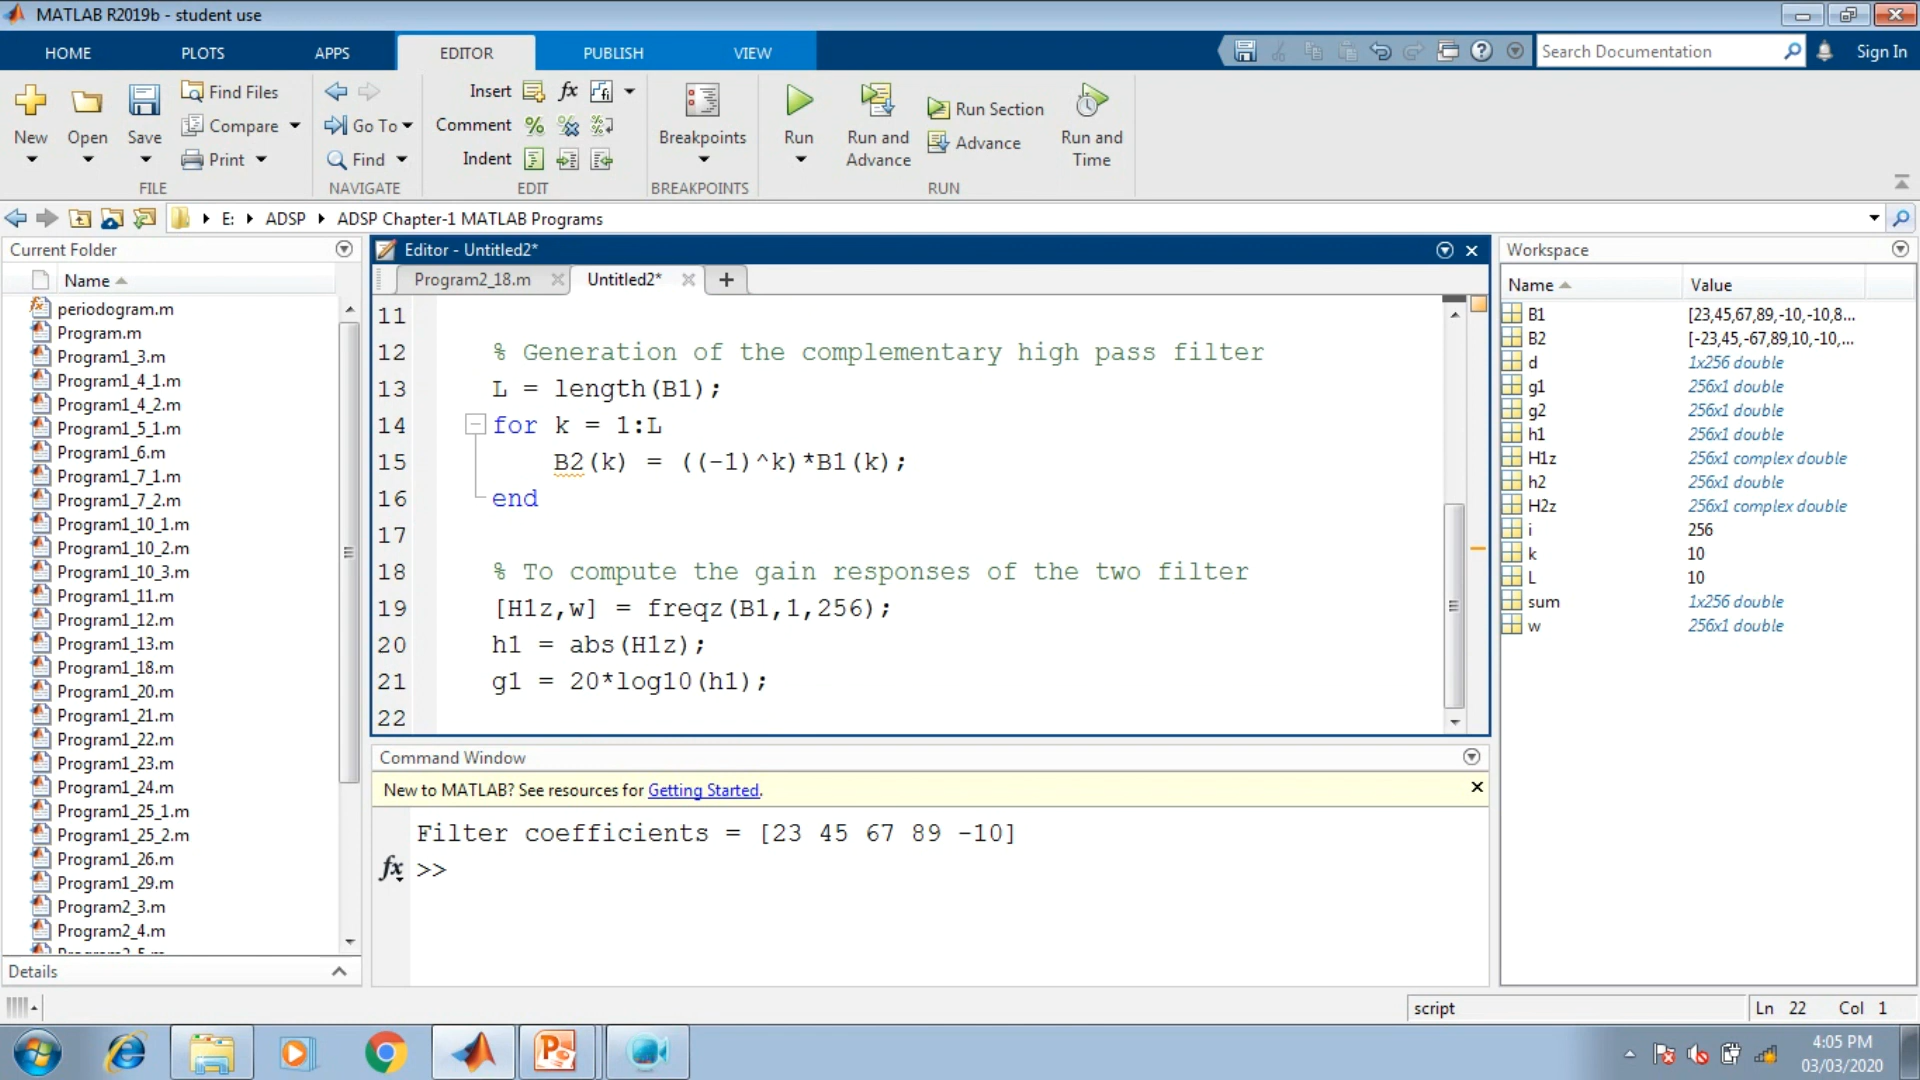 MATLAB R2019b - student use
HOME PLOTS APPS EDITOR PUBLISH VIEW
Search Documentation
Sign In
New Open Save
Find Files
Compare
Print
FILE
Go To
Find
NAVIGATE
Insert
Comment
Indent
EDIT
Breakpoints
BREAKPOINTS
Run
Run and Advance
Run Section
Advance
Run and Time
RUN
E: ADSP ADSP Chapter-1 MATLAB Programs
Current Folder
Name
periodogram.m
Program.m
Program1_3.m
Program1_4_1.m
Program1_4_2.m
Program1_5_1.m
Program1_6.m
Program1_7_1.m
Program1_7_2.m
Program1_10_1.m
Program1_10_2.m
Program1_10_3.m
Program1_11.m
Program1_12.m
Program1_13.m
Program1_18.m
Program1_20.m
Program1_21.m
Program1_22.m
Program1_23.m
Program1_24.m
Program1_25_1.m
Program1_25_2.m
Program1_26.m
Program1_29.m
Program2_3.m
Program2_4.m
Details
Editor - Untitled2*
Program2_18.m Untitled2*
11
12 % Generation of the complementary high pass filter
13 L = length(B1);
14 for k = 1:L
15 B2(k) = ((-1)^k)*B1(k);
16 end
17
18 % To compute the gain responses of the two filter
19 [H1z,w] = freqz(B1,1,256);
20 h1 = abs(H1z);
21 g1 = 20*log10(h1);
22
Command Window
New to MATLAB? See resources for Getting Started.
Filter coefficients = [23 45 67 89 -10]
fx >>
Workspace
Name Value
B1 [23,45,67,89,-10,-10,8...
B2 [-23,45,-67,89,10,-10,...
d 1x256 double
g1 256x1 double
g2 256x1 double
h1 256x1 double
H1z 256x1 complex double
h2 256x1 double
H2z 256x1 complex double
i 256
k 10
L 10
sum 1x256 double
w 256x1 double
script
Ln 22 Col 1
4:05 PM
03/03/2020